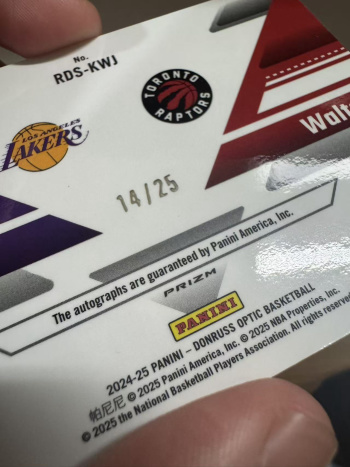 No.
RDS-KWJ
TORONTO
RAPTORS
LOS ANGELES
LAKERS
Walt
14/25
The autographs are guaranteed by Panini America, Inc.
PRIZM
PANINI
2024-25 PANINI – DONRUSS OPTIC BASKETBALL
帕尼尼 © 2025 Panini America, Inc. © 2025 NBA Properties, Inc.
© 2025 the National Basketball Players Association. All rights reserve